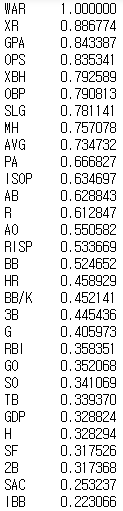 WAR 1.000000
XR 0.886774
GPA 0.843387
OPS 0.835341
XBH 0.792589
OBP 0.790813
SLG 0.781141
MH 0.757078
AVG 0.734732
PA 0.666827
ISOP 0.634697
AB 0.628843
R 0.612847
AO 0.550582
RISP 0.533669
BB 0.524652
HR 0.458929
BB/K 0.452141
3B 0.445436
G 0.405973
RBI 0.358351
GO 0.352068
SO 0.341069
TB 0.339370
GDP 0.328824
H 0.328294
SF 0.317526
2B 0.317368
SAC 0.253237
IBB 0.223066